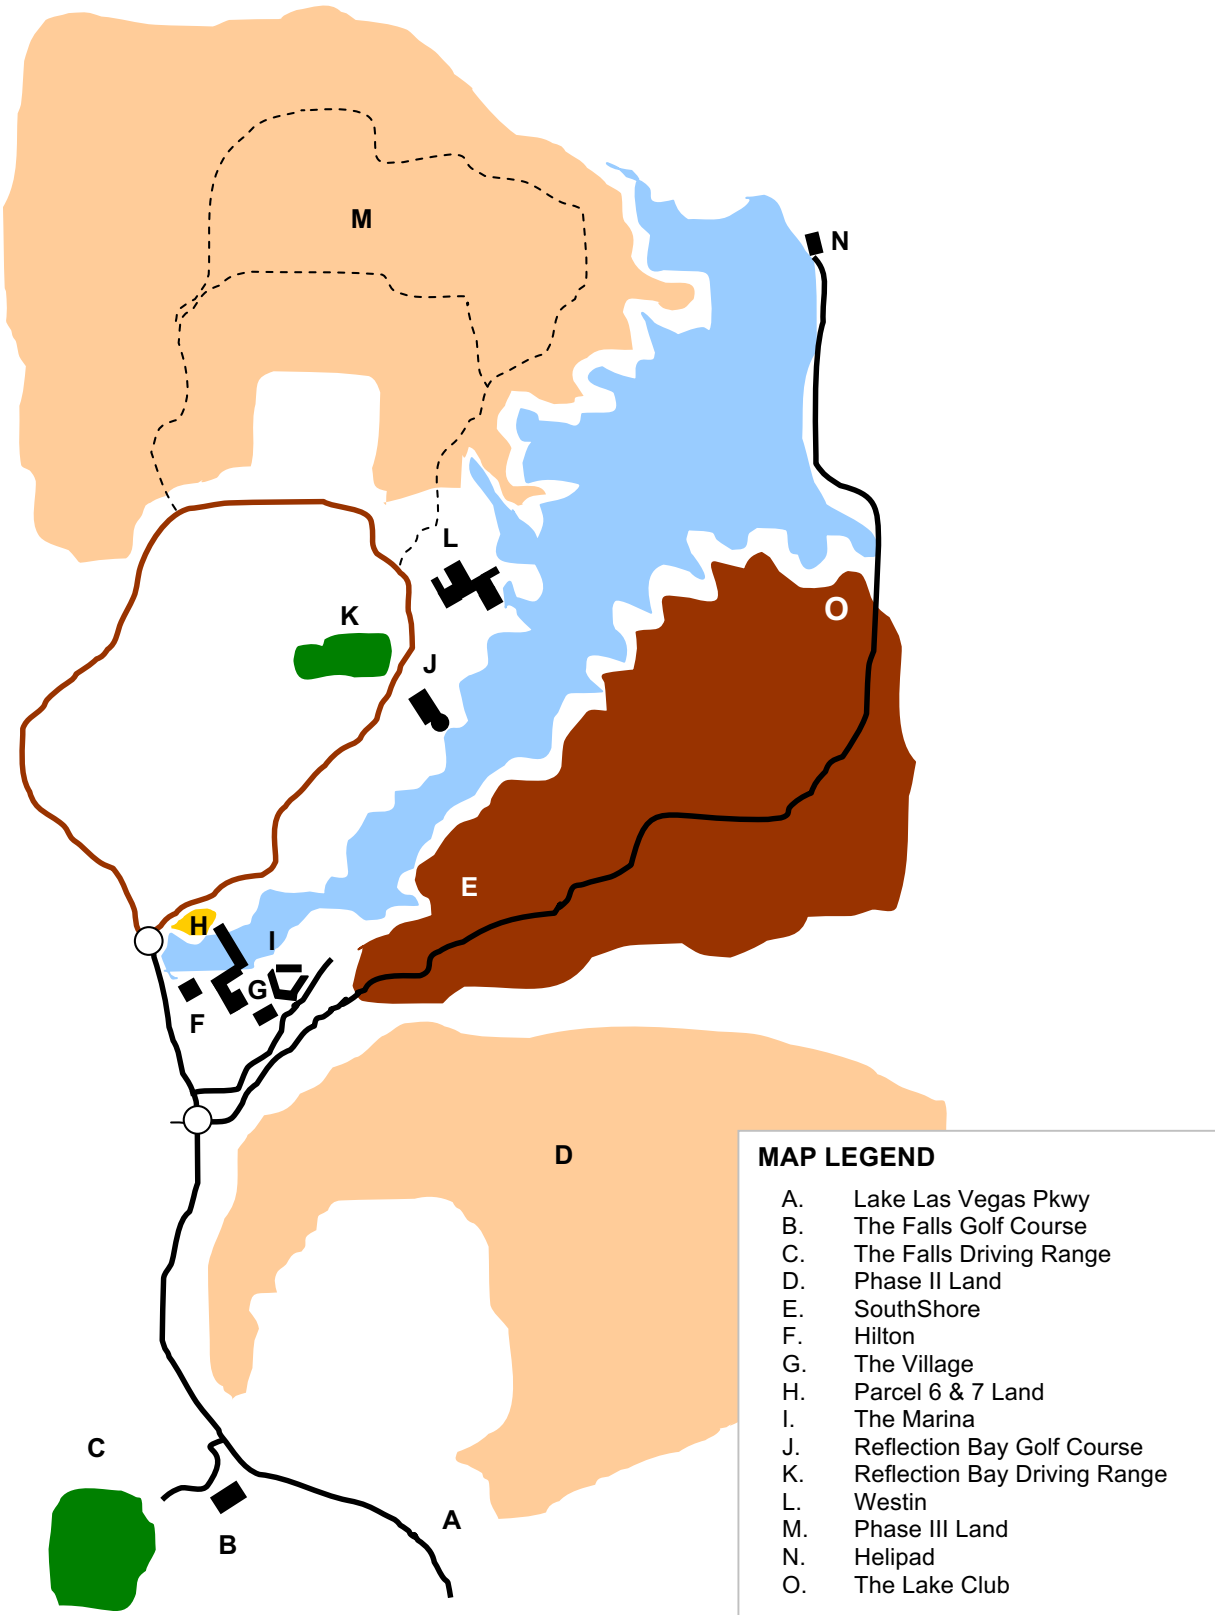 M
N
L
O
K
J
E
H
I
G
F
D
C
A
B
MAP LEGEND
A. Lake Las Vegas Pkwy
B. The Falls Golf Course
C. The Falls Driving Range
D. Phase II Land
E. SouthShore
F. Hilton
G. The Village
H. Parcel 6 & 7 Land
I. The Marina
J. Reflection Bay Golf Course
K. Reflection Bay Driving Range
L. Westin
M. Phase III Land
N. Helipad
O. The Lake Club